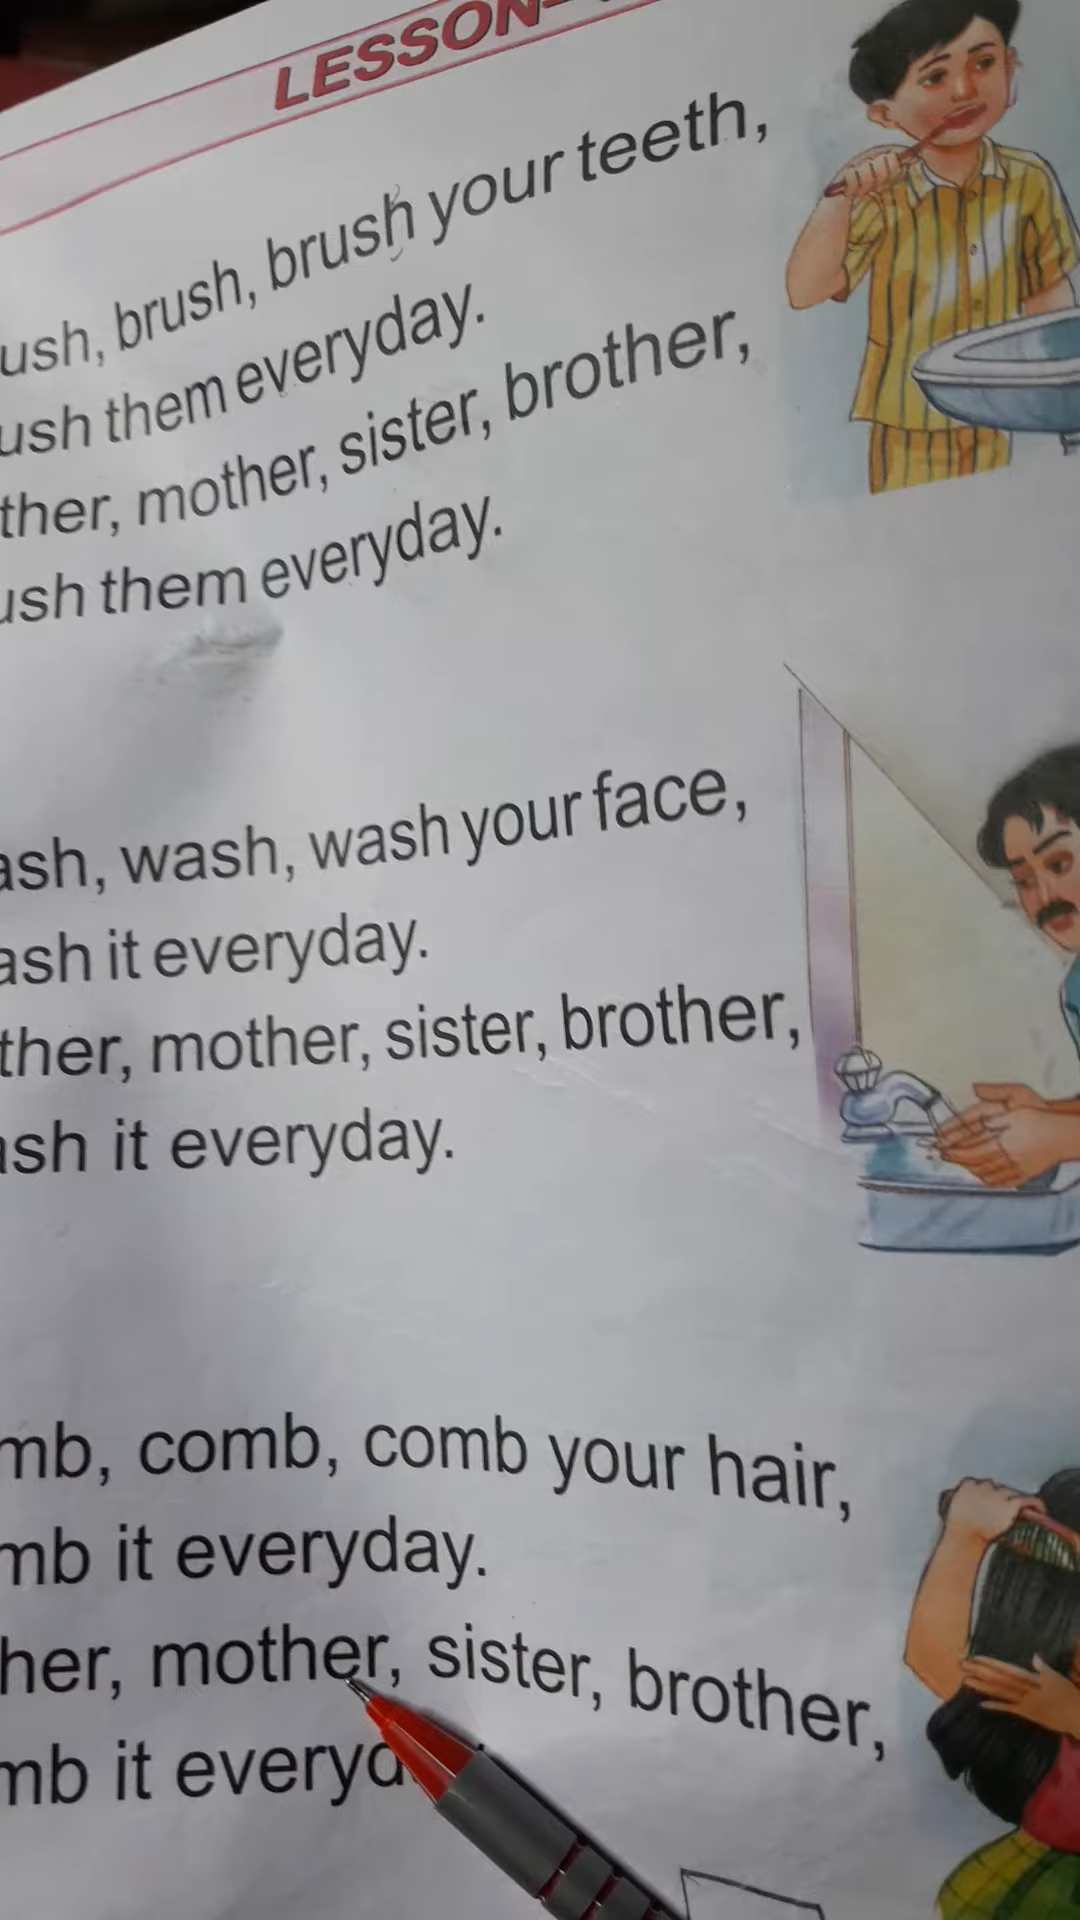 LESSON-
ush, brush, brush your teeth,
ush them everyday.
ther, mother, sister, brother,
ush them everyday.
ash, wash, wash your face,
ash it everyday.
ther, mother, sister, brother,
ash it everyday.
mb, comb, comb your hair,
mb it everyday.
her, mother, sister, brother,
mb it everyd